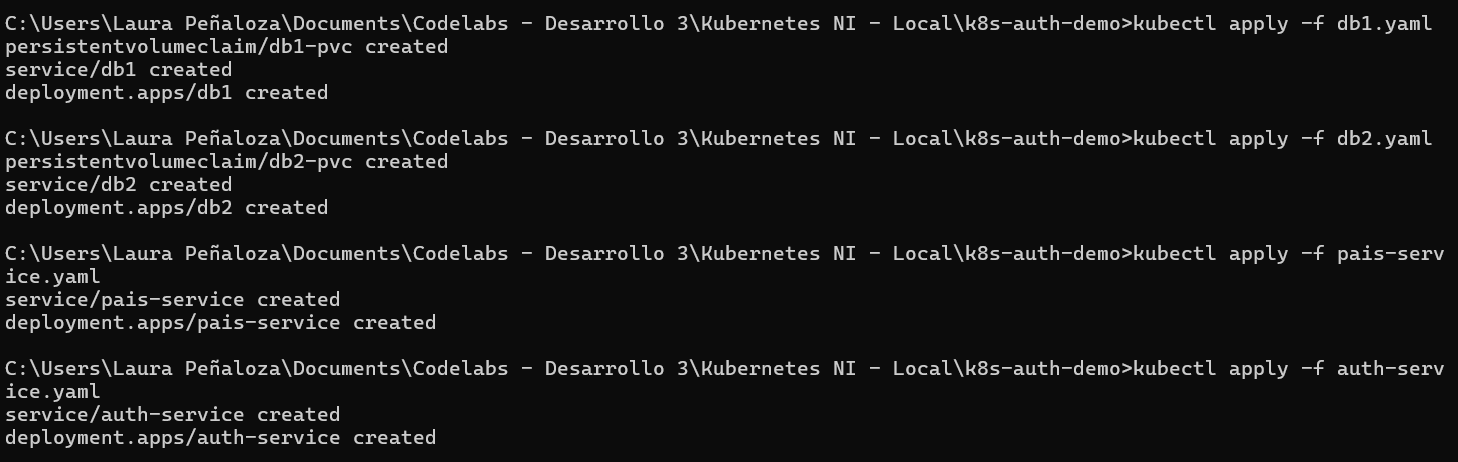 C:\Users\Laura Peñaloza\Documents\Codelabs - Desarrollo 3\Kubernetes NI - Local\k8s-auth-demo>kubectl apply -f db1.yaml
persistentvolumeclaim/db1-pvc created
service/db1 created
deployment.apps/db1 created

C:\Users\Laura Peñaloza\Documents\Codelabs - Desarrollo 3\Kubernetes NI - Local\k8s-auth-demo>kubectl apply -f db2.yaml
persistentvolumeclaim/db2-pvc created
service/db2 created
deployment.apps/db2 created

C:\Users\Laura Peñaloza\Documents\Codelabs - Desarrollo 3\Kubernetes NI - Local\k8s-auth-demo>kubectl apply -f pais-serv
ice.yaml
service/pais-service created
deployment.apps/pais-service created

C:\Users\Laura Peñaloza\Documents\Codelabs - Desarrollo 3\Kubernetes NI - Local\k8s-auth-demo>kubectl apply -f auth-serv
ice.yaml
service/auth-service created
deployment.apps/auth-service created